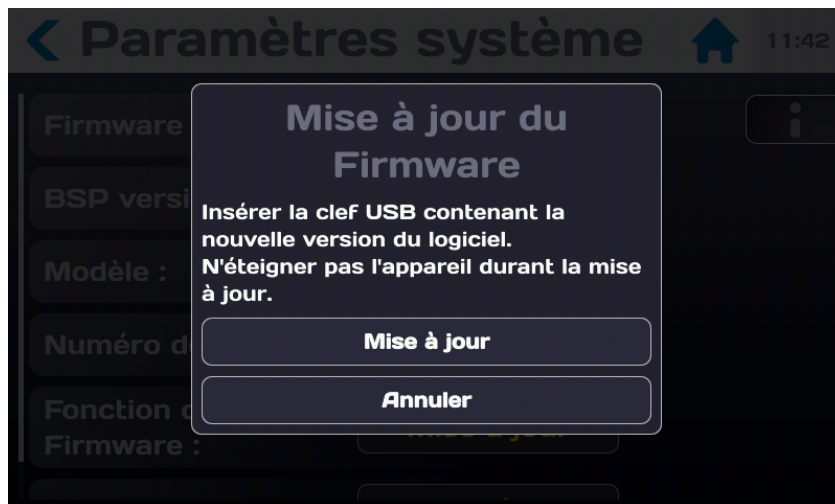 Paramètres système
11:42
Firmware
BSP versi
Modèle :
Numéro d
Fonction
Firmware :
Mise à jour du
Firmware
Insérer la clef USB contenant la
nouvelle version du logiciel.
N'éteigner pas l'appareil durant la mise
à jour.
Mise à jour
Annuler